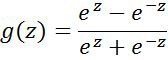 g(z) = \frac{e^{z} - e^{-z}}{e^{z} + e^{-z}}